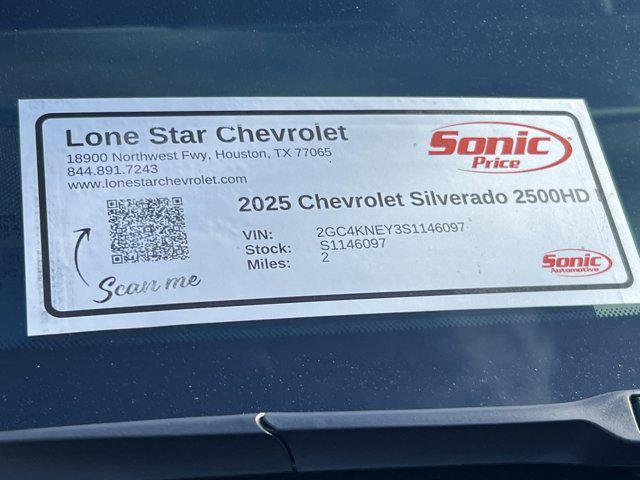 Lone Star Chevrolet
18900 Northwest Fwy, Houston, TX 77065
844.891.7243
www.lonestarchevrolet.com
Sonic
Price
2025 Chevrolet Silverado 2500HD
VIN: 2GC4KNEY3S1146097
Stock: S1146097
Miles: 2
Scan me
Sonic
Automotive